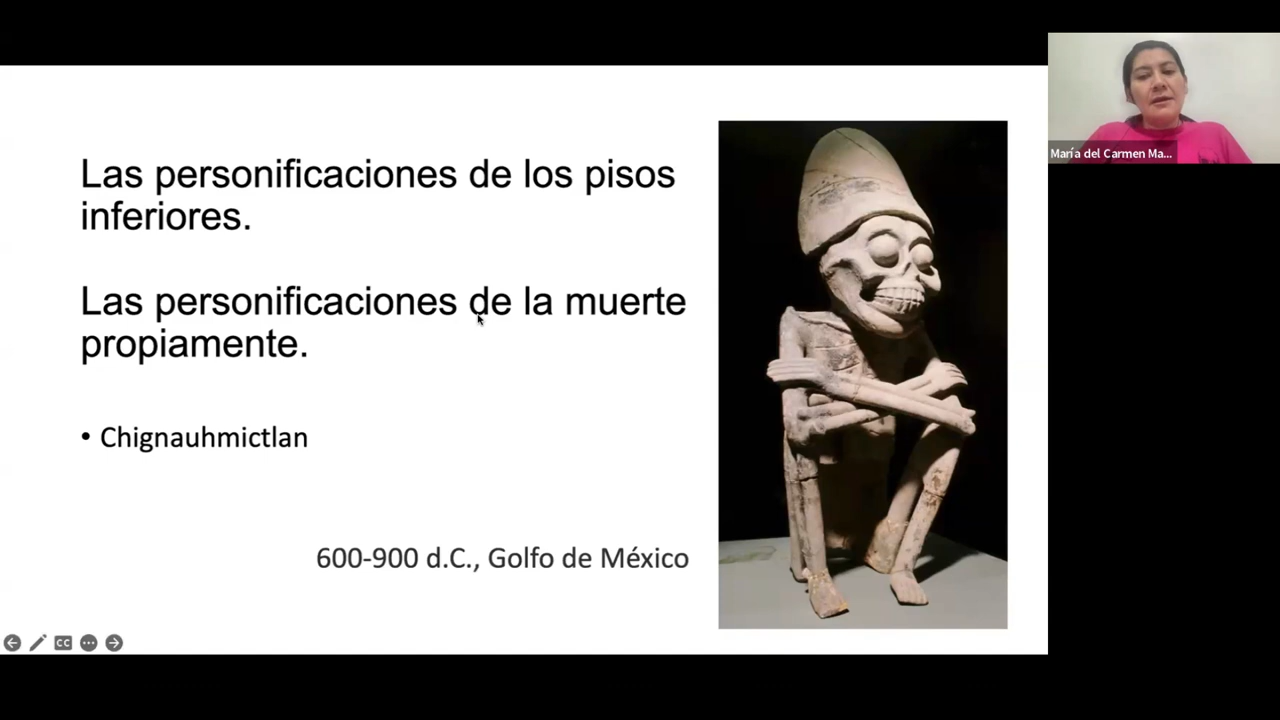 Las personificaciones de los pisos
inferiores.
Las personificaciones de la muerte
propiamente.
• Chignauhmictlan
600-900 d.C., Golfo de México
María del Carmen Ma...
CC